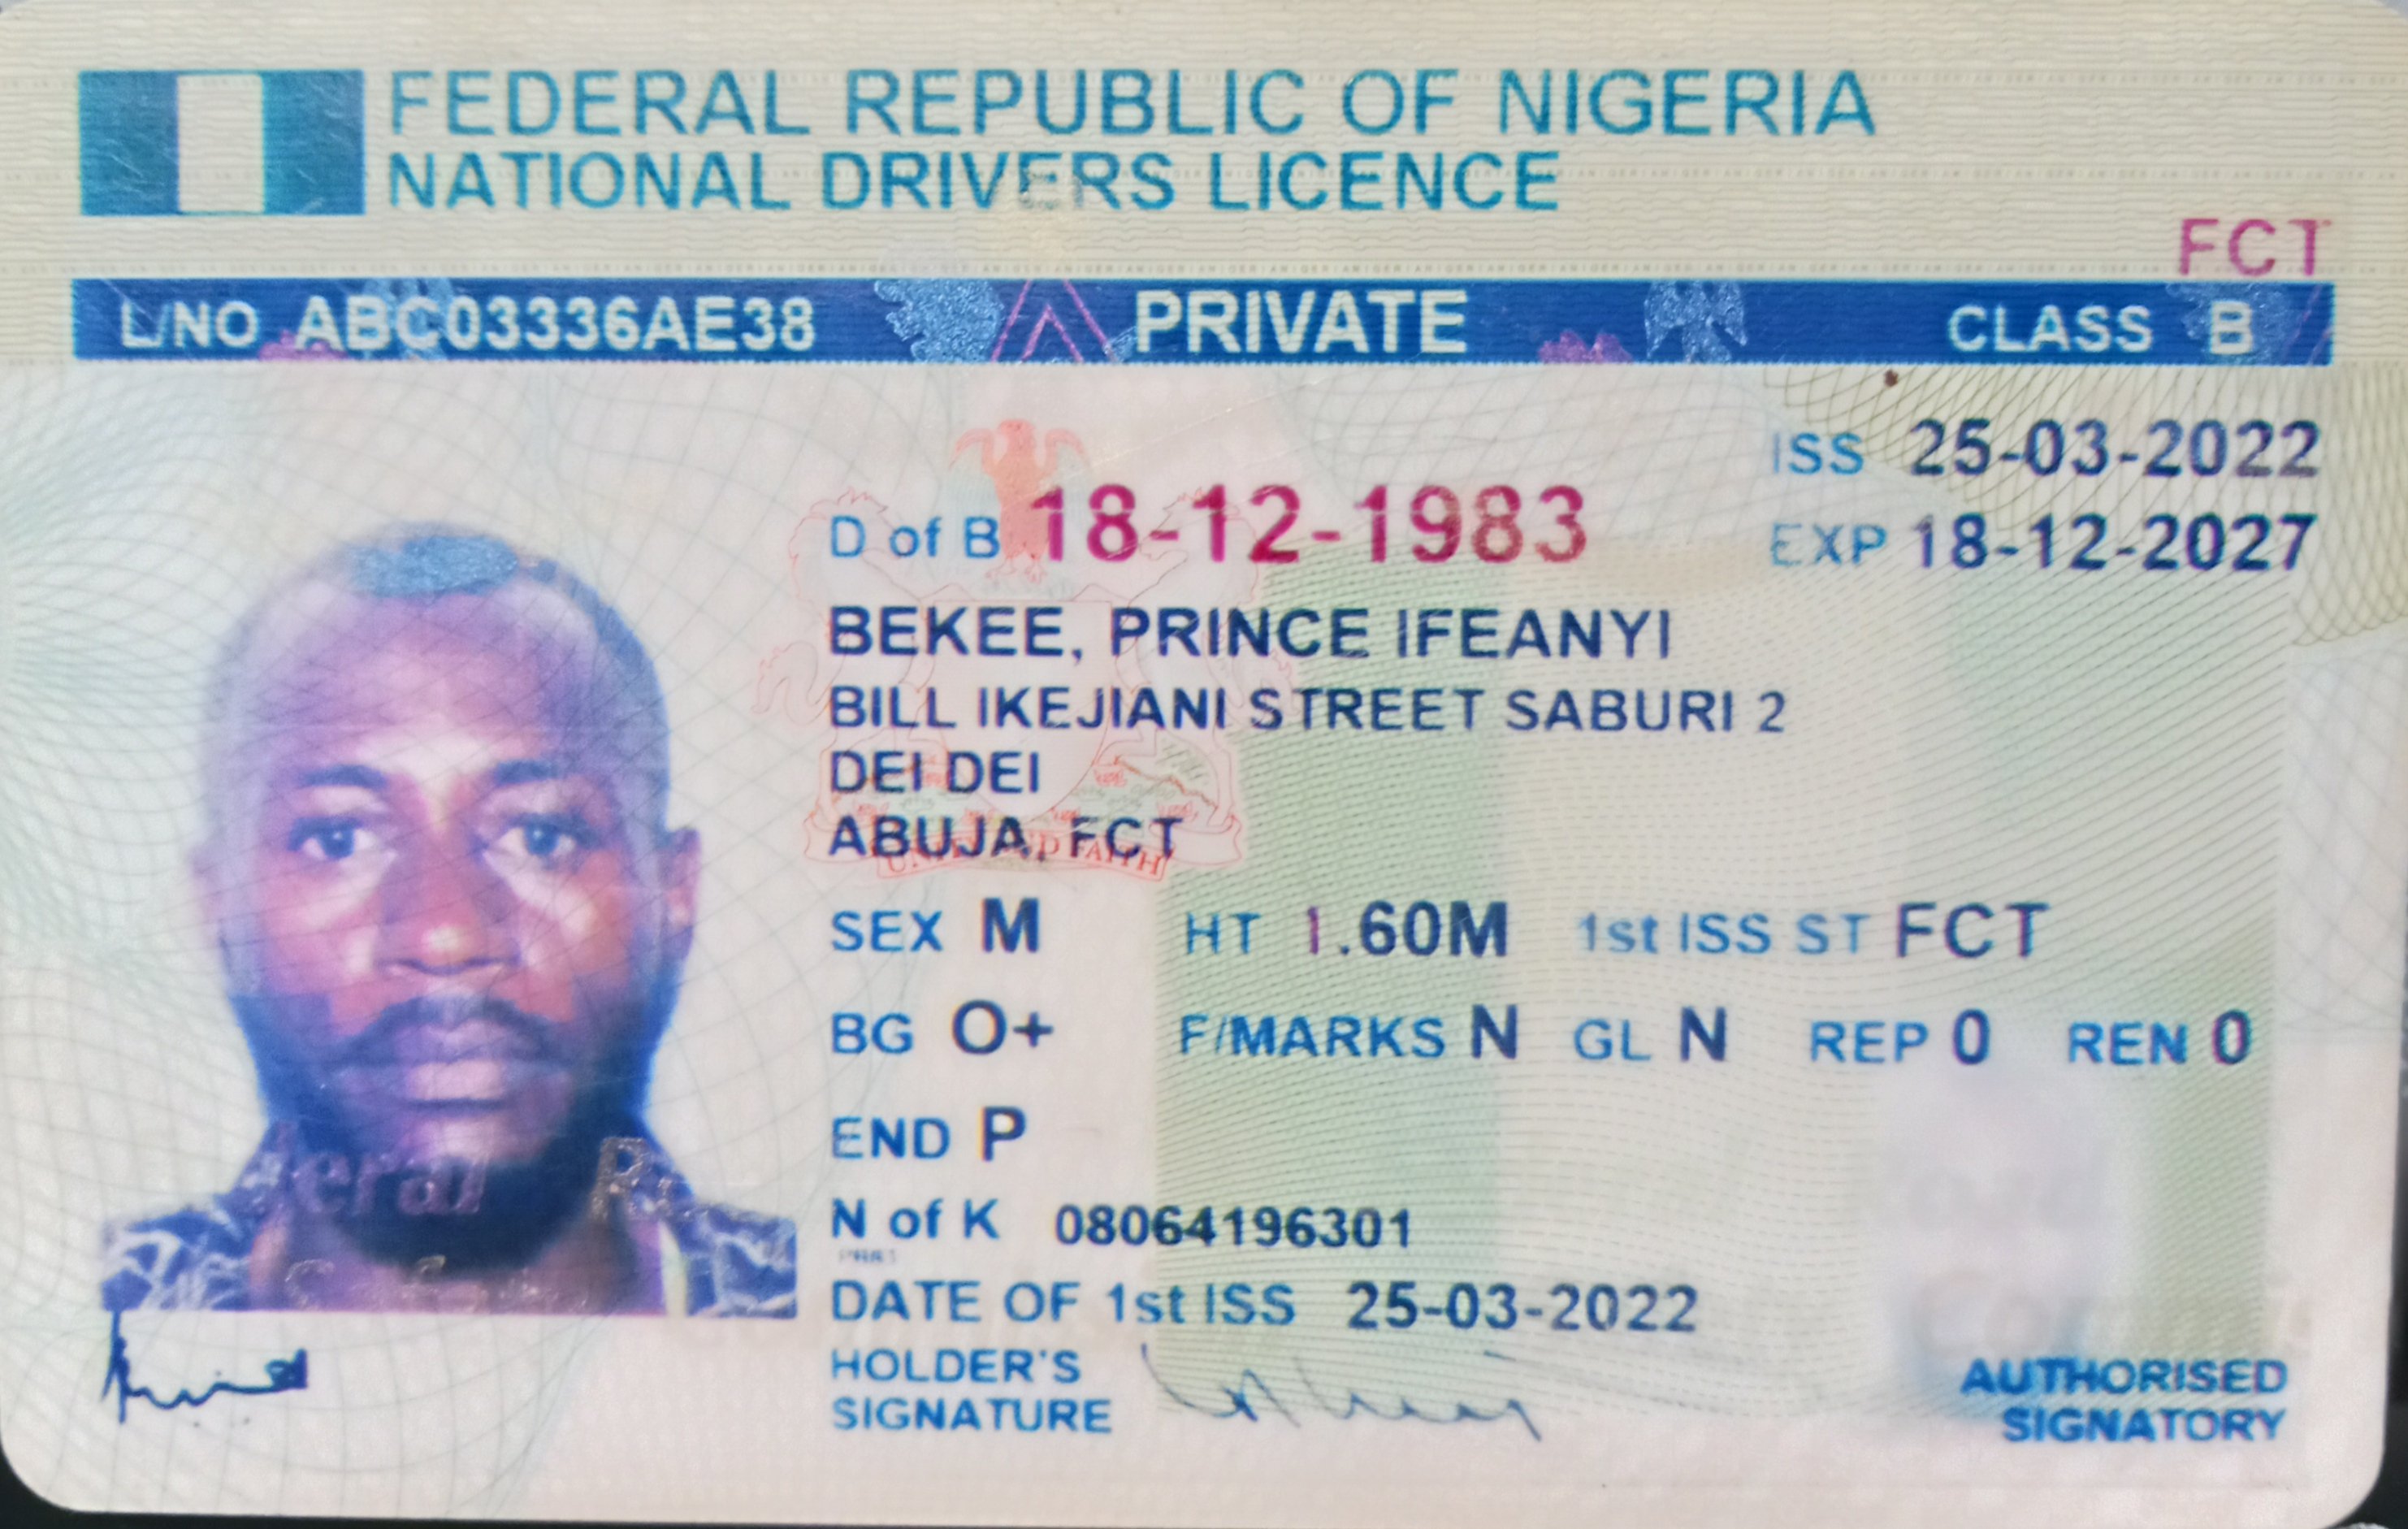 FEDERAL REPUBLIC OF NIGERIA
NATIONAL DRIVERS LICENCE
FCT
L/NO ABC03336AE38 PRIVATE CLASS B
ISS 25-03-2022
D of B 18-12-1983
EXP 18-12-2027
BEKEE, PRINCE IFEANYI
BILL IKEJIANI STREET SABURI 2
DEI DEI
ABUJA, FCT
SEX M HT 1.60M 1st ISS ST FCT
BG O+ F/MARKS N GL N REP 0 REN 0
END P
N of K 08064196301
DATE OF 1st ISS 25-03-2022
HOLDER'S
SIGNATURE
AUTHORISED
SIGNATORY